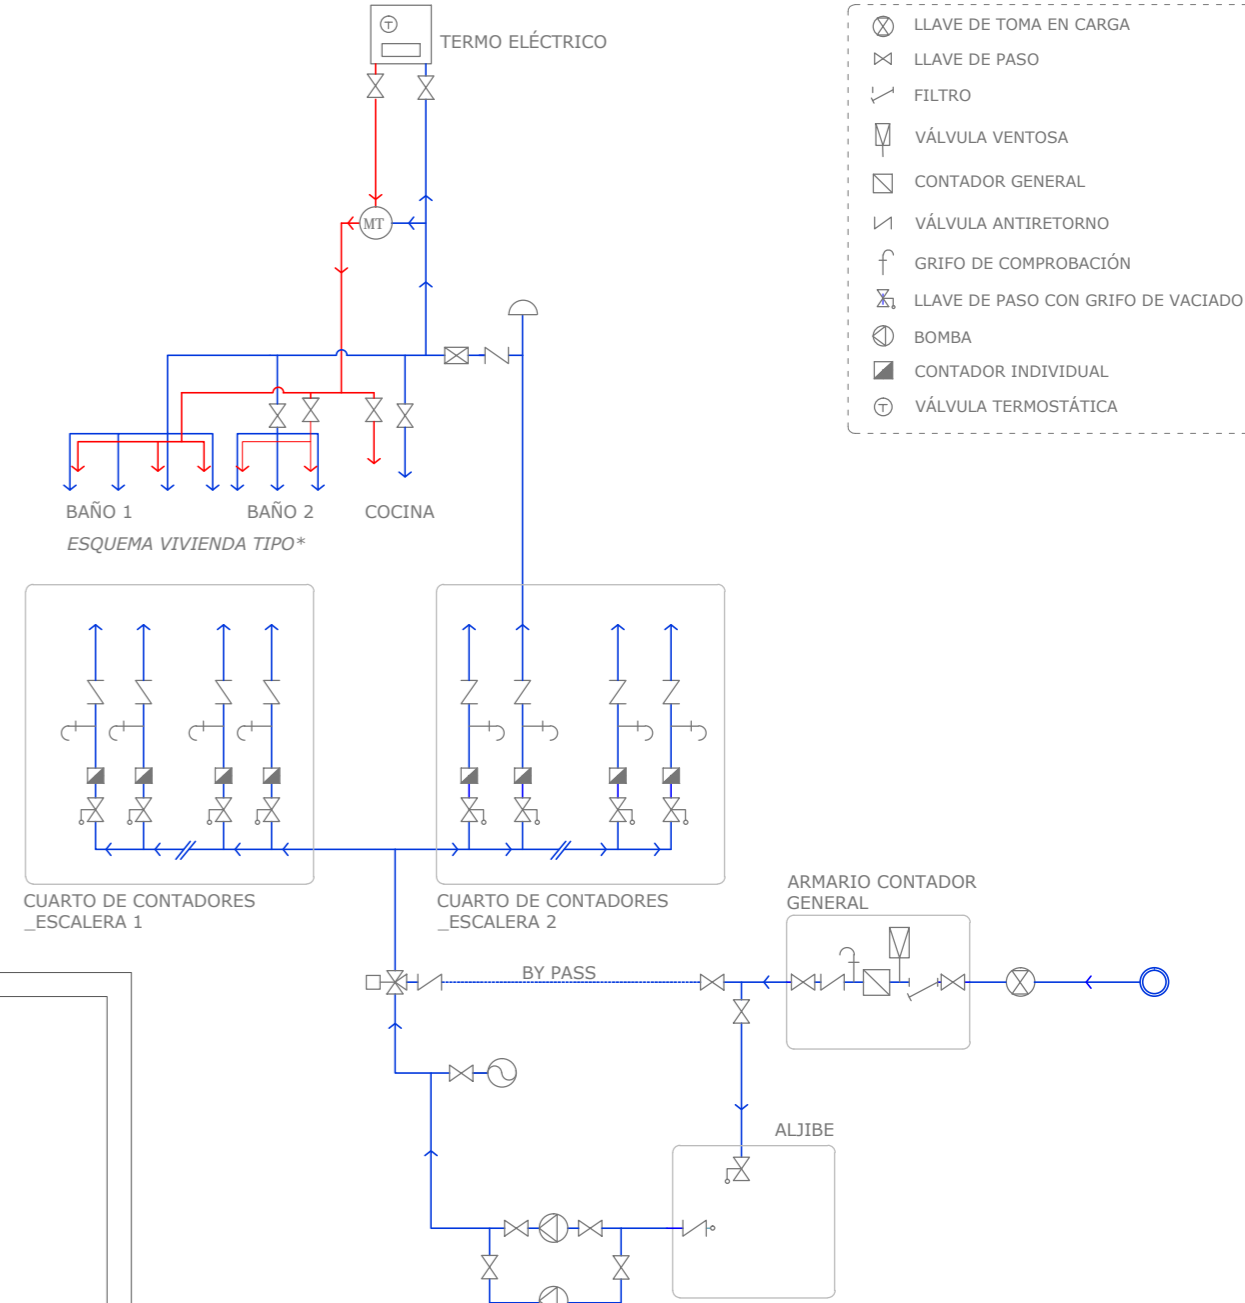 T
TERMO ELÉCTRICO
MT
BAÑO 1
BAÑO 2
COCINA
ESQUEMA VIVIENDA TIPO*
LLAVE DE TOMA EN CARGA
LLAVE DE PASO
FILTRO
VÁLVULA VENTOSA
CONTADOR GENERAL
VÁLVULA ANTIRETORNO
GRIFO DE COMPROBACIÓN
LLAVE DE PASO CON GRIFO DE VACIADO
BOMBA
CONTADOR INDIVIDUAL
T
VÁLVULA TERMOSTÁTICA
CUARTO DE CONTADORES
_ESCALERA 1
CUARTO DE CONTADORES
_ESCALERA 2
ARMARIO CONTADOR
GENERAL
BY PASS
ALJIBE